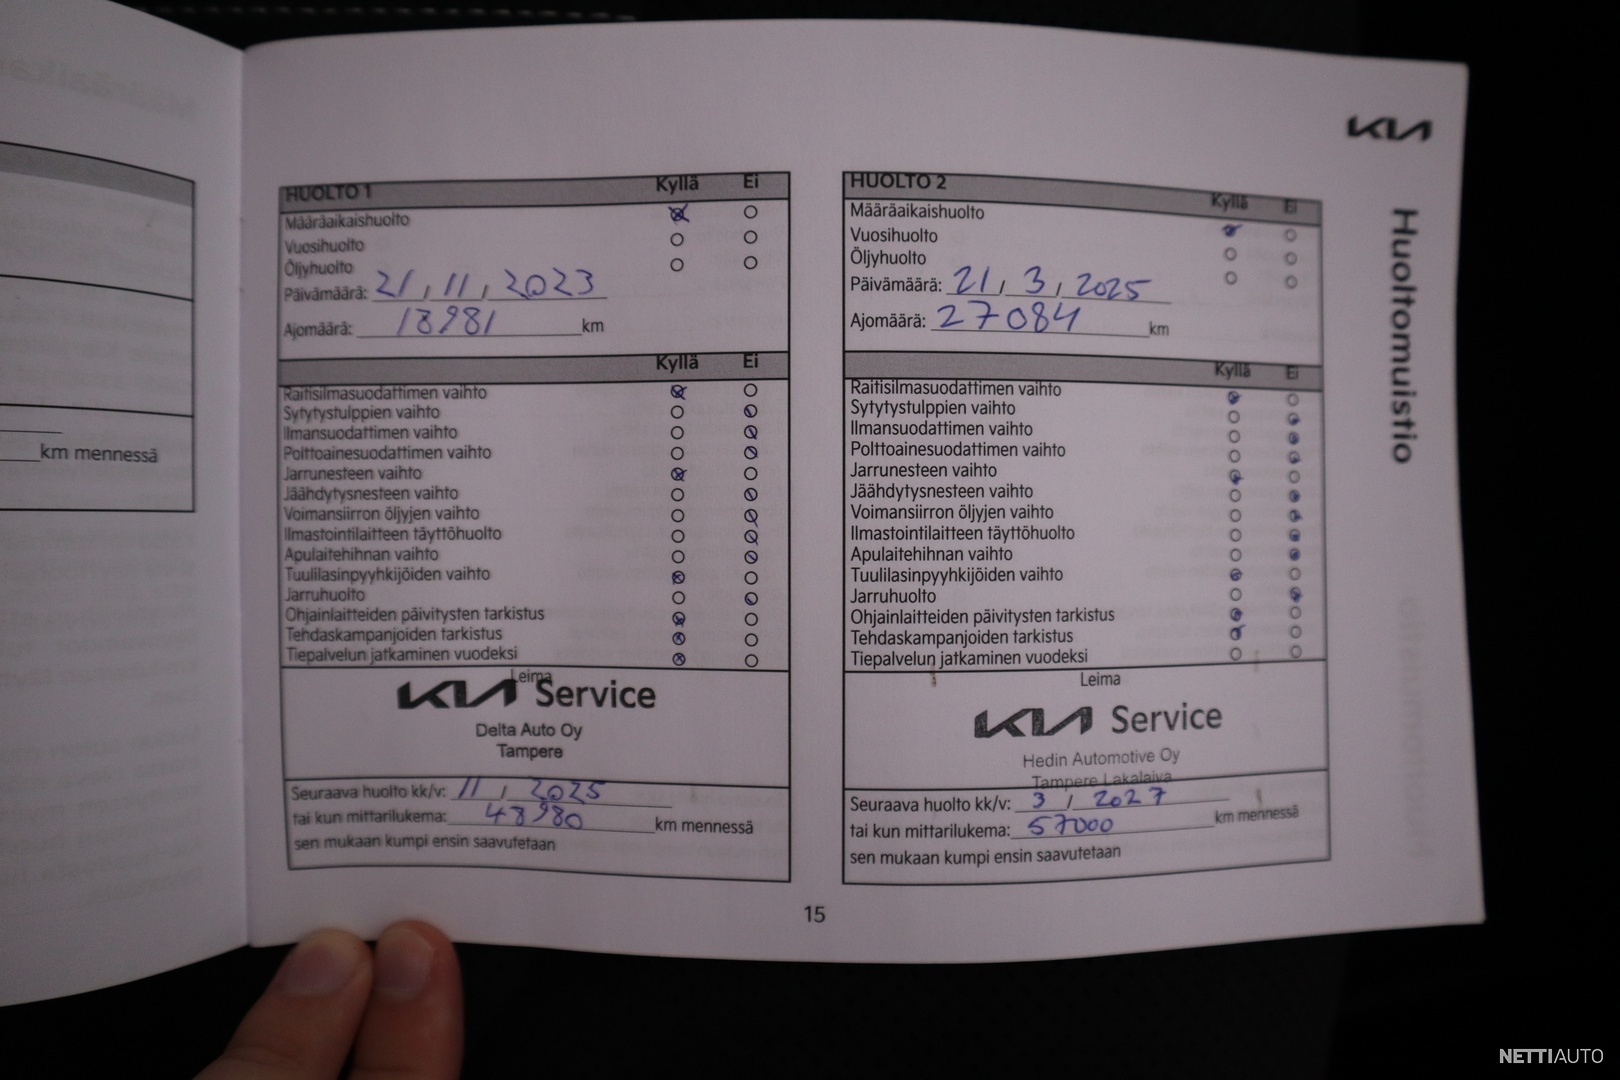 km mennessä
HUOLTO 1 Kyllä Ei
Määräaikaishuolto
Vuosihuolto
Öljyhuolto
Päivämäärä: 21, 11, 2023
Ajomäärä: 18981 km
Kyllä Ei
Raitisilmasuodattimen vaihto
Sytytystulppien vaihto
Ilmansuodattimen vaihto
Polttoainesuodattimen vaihto
Jarrunesteen vaihto
Jäähdytysnesteen vaihto
Voimansiirron öljyjen vaihto
Ilmastointilaitteen täyttöhuolto
Apulaitehihnan vaihto
Tuulilasinpyyhkijöiden vaihto
Jarruhuolto
Ohjainlaitteiden päivitysten tarkistus
Tehdaskampanjoiden tarkistus
Tiepalvelun jatkaminen vuodeksi
Leima
KIA Service
Delta Auto Oy
Tampere
Seuraava huolto kk/v: 11, 2025
tai kun mittarilukema: 48980 km mennessä
sen mukaan kumpi ensin saavutetaan
HUOLTO 2 Kyllä Ei
Määräaikaishuolto
Vuosihuolto
Öljyhuolto
Päivämäärä: 21, 3, 2025
Ajomäärä: 27084 km
Kyllä Ei
Raitisilmasuodattimen vaihto
Sytytystulppien vaihto
Ilmansuodattimen vaihto
Polttoainesuodattimen vaihto
Jarrunesteen vaihto
Jäähdytysnesteen vaihto
Voimansiirron öljyjen vaihto
Ilmastointilaitteen täyttöhuolto
Apulaitehihnan vaihto
Tuulilasinpyyhkijöiden vaihto
Jarruhuolto
Ohjainlaitteiden päivitysten tarkistus
Tehdaskampanjoiden tarkistus
Tiepalvelun jatkaminen vuodeksi
Leima
KIA Service
Hedin Automotive Oy
Tampere Lakalaiva
Seuraava huolto kk/v: 3, 2027
tai kun mittarilukema: 57000 km mennessä
sen mukaan kumpi ensin saavutetaan
KIA
Huoltomuistio
15
NETTIAUTO